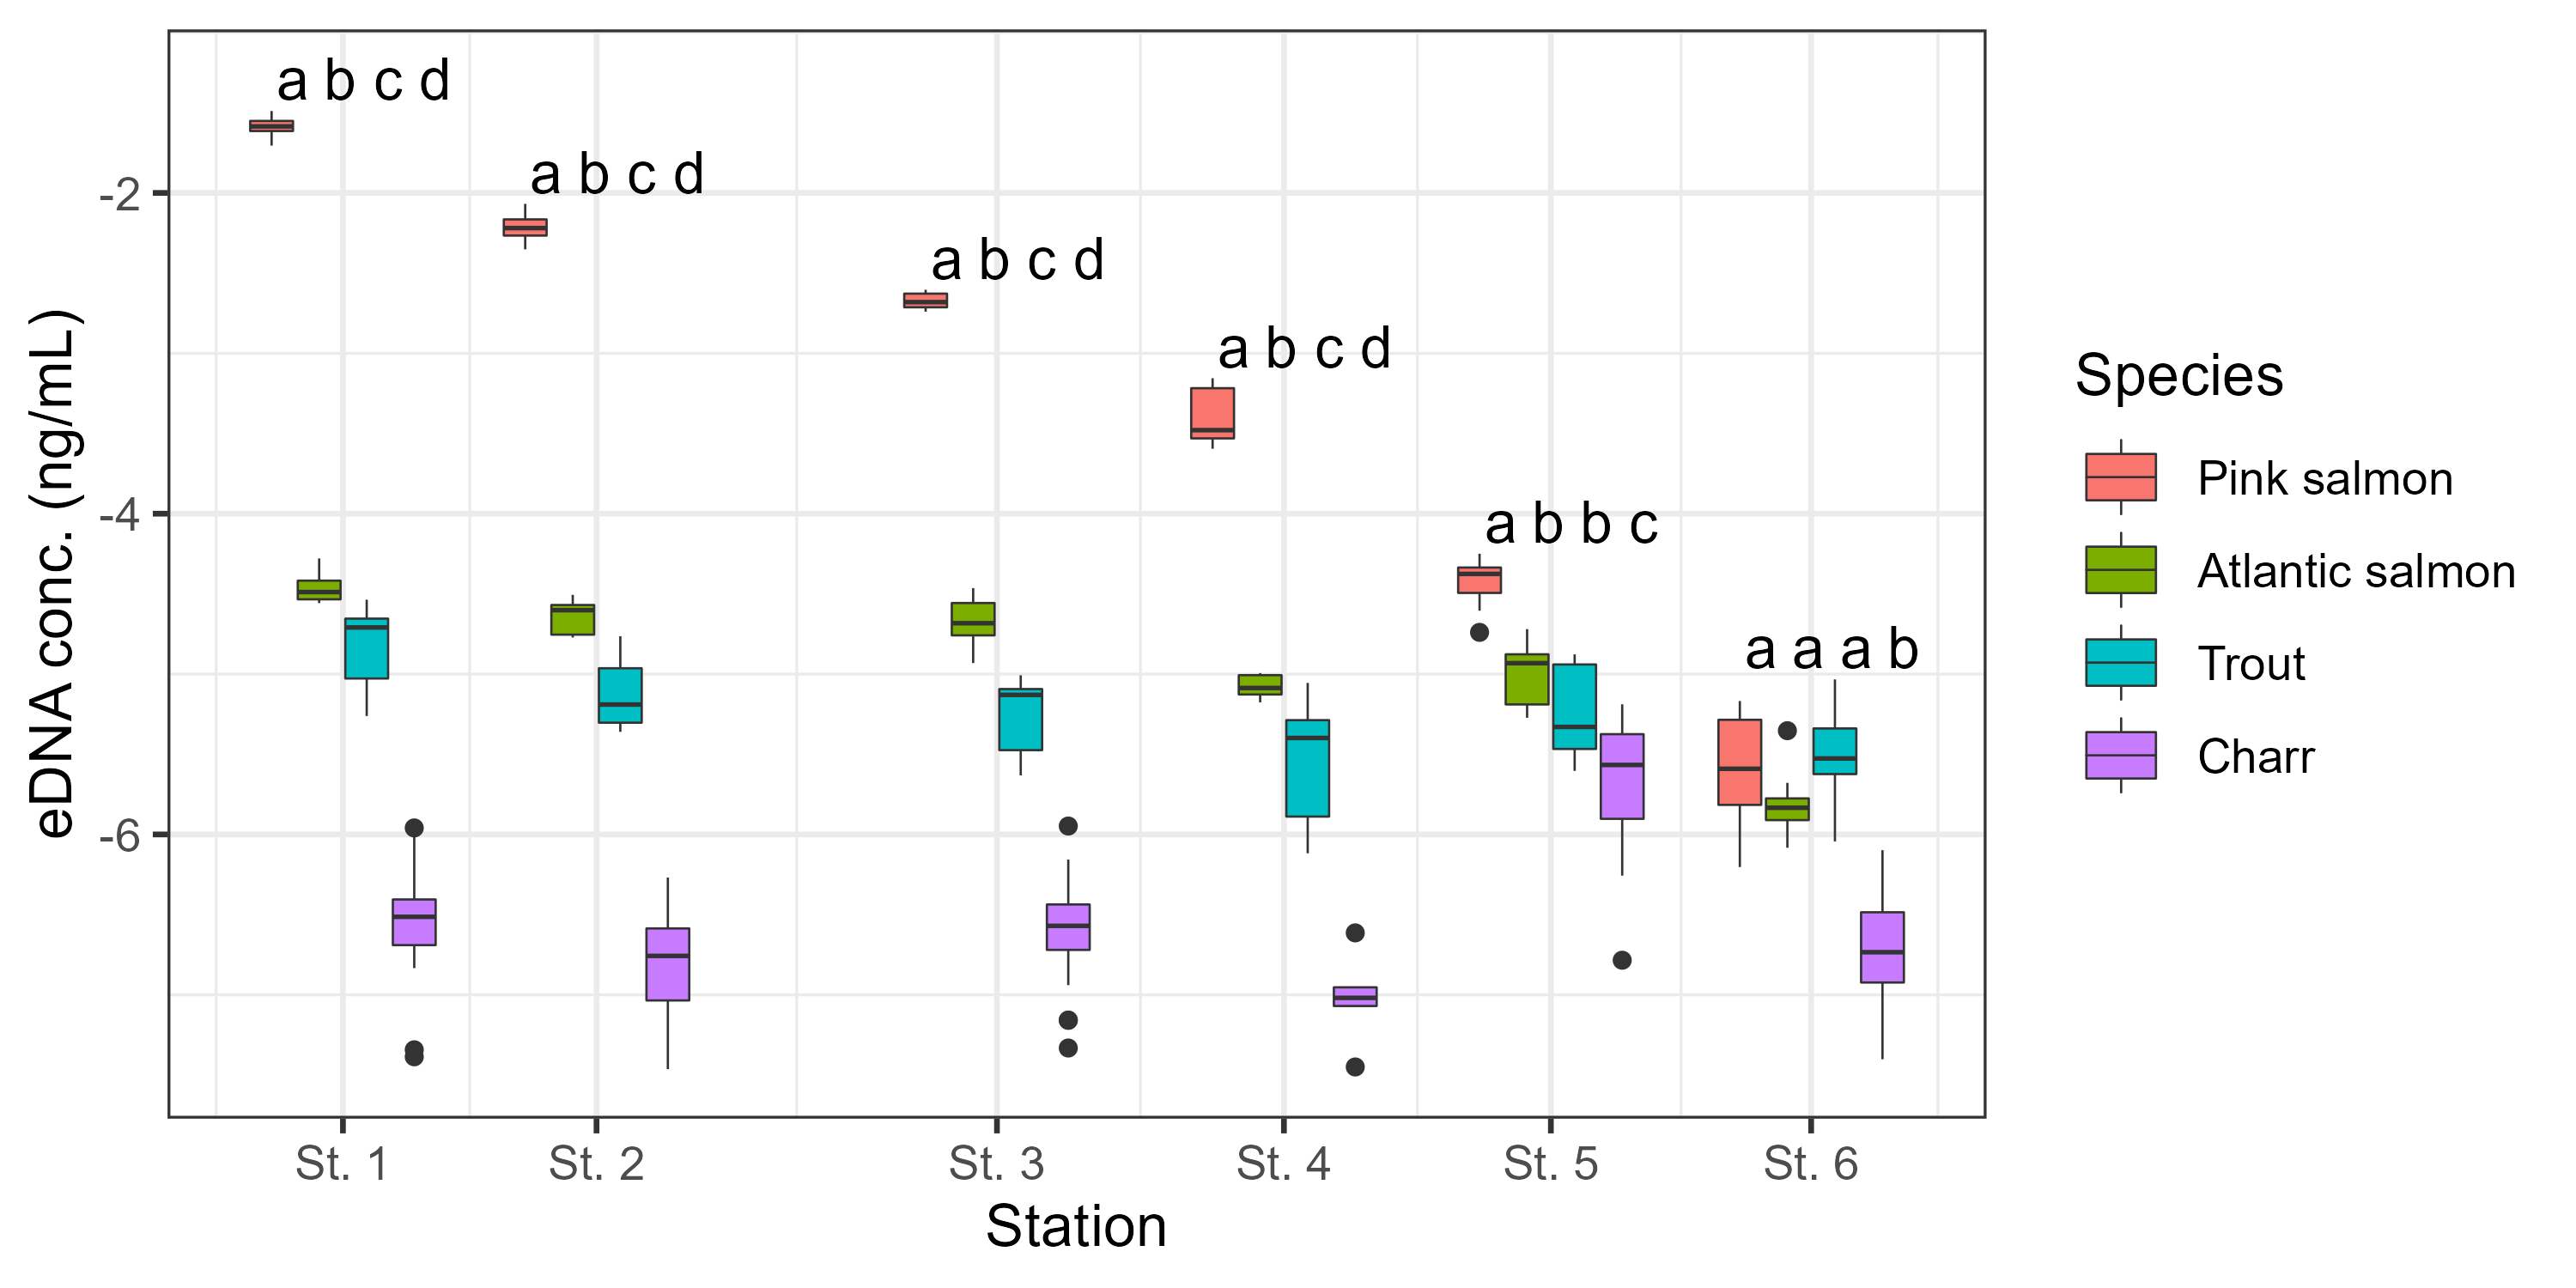 a b c d
a b c d
a b c d
a b c d
a b b c
a a a b
-2
-4
-6
eDNA conc. (ng/mL)
St. 1
St. 2
St. 3
St. 4
St. 5
St. 6
Station
Species
Pink salmon
Atlantic salmon
Trout
Charr